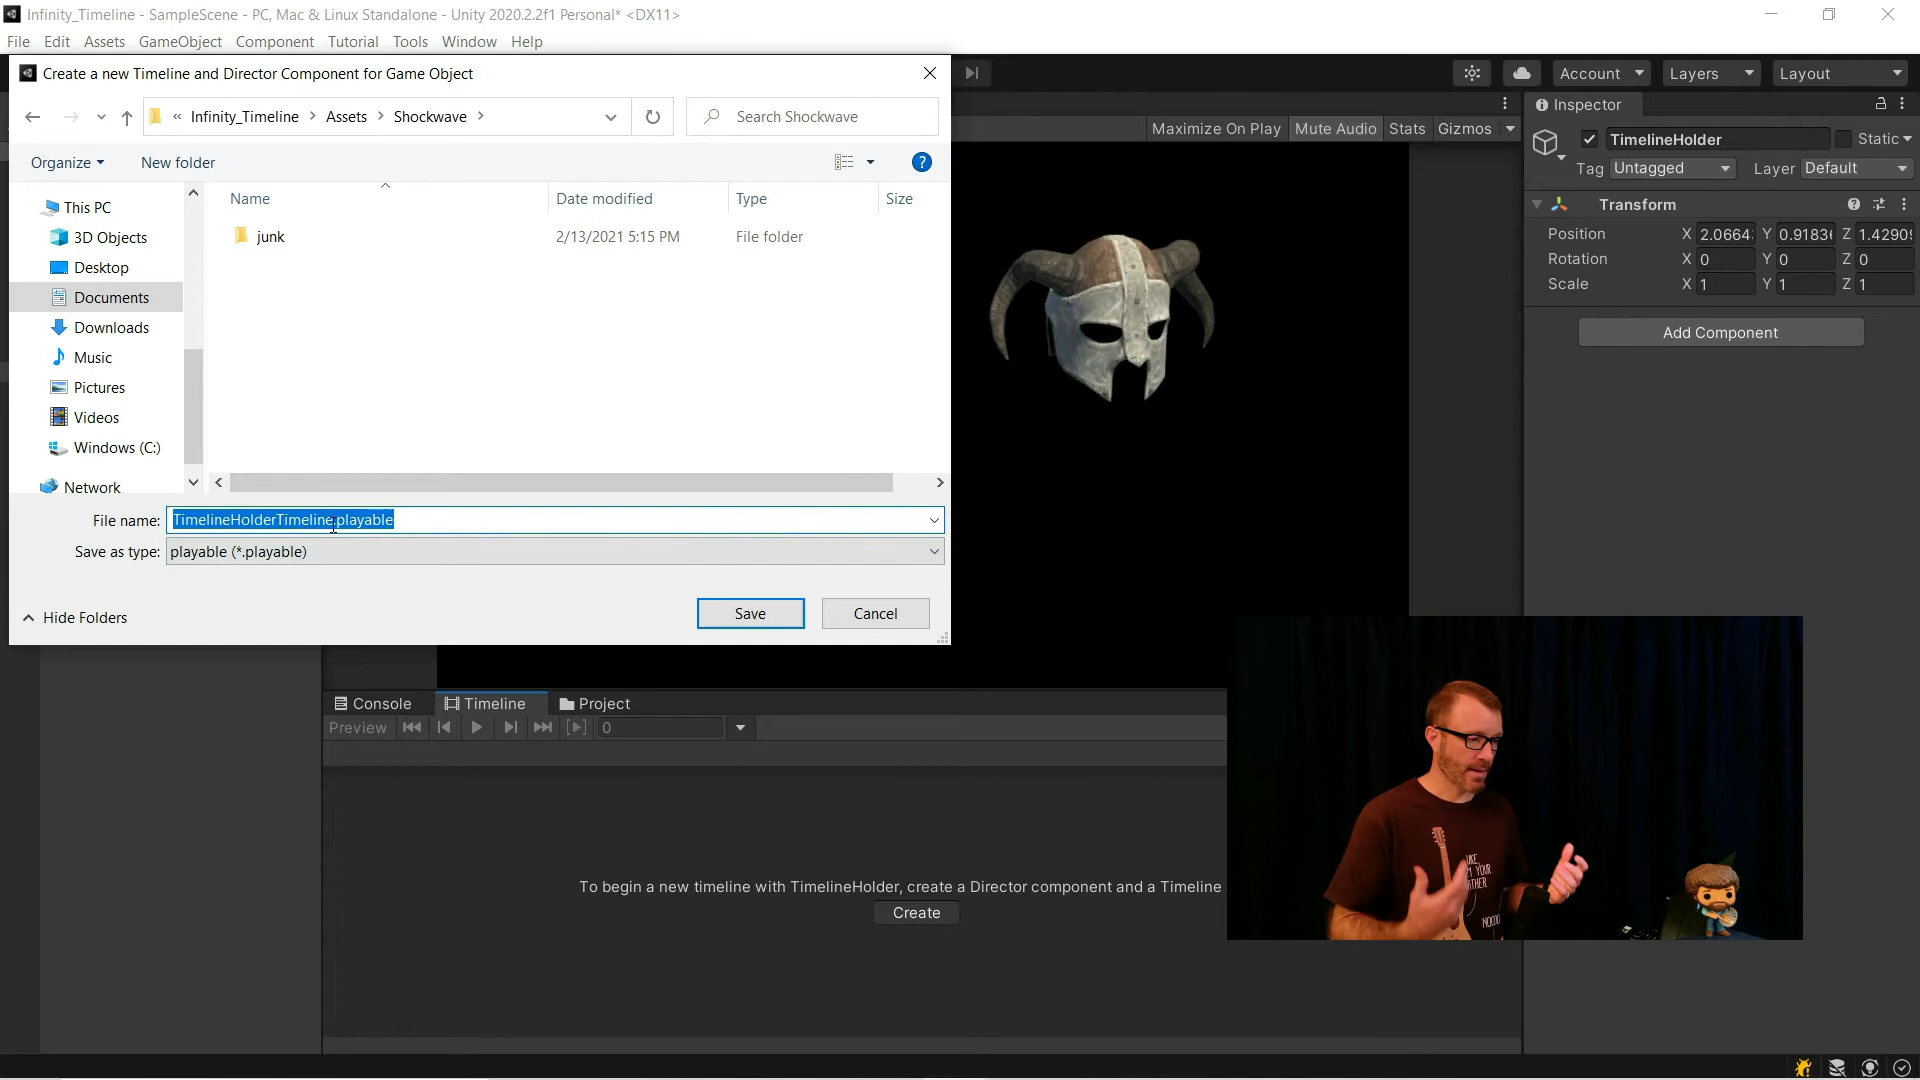 Infinity_Timeline - SampleScene - PC, Mac & Linux Standalone - Unity 2020.2.2f1 Personal* <DX11>
File Edit Assets GameObject Component Tutorial Tools Window Help
Create a new Timeline and Director Component for Game Object
Account Layers Layout
« Infinity_Timeline > Assets > Shockwave >
Search Shockwave
Maximize On Play Mute Audio Stats Gizmos
Organize New folder
Name Date modified Type Size
junk 2/13/2021 5:15 PM File folder
This PC
3D Objects
Desktop
Documents
Downloads
Music
Pictures
Videos
Windows (C:)
Network
File name: TimelineHolderTimeline.playable
Save as type: playable (*.playable)
Hide Folders
Save Cancel
Inspector
TimelineHolder Static
Tag Untagged Layer Default
Transform
Position X 2.0664 Y 0.9183 Z 1.4290
Rotation X 0 Y 0 Z 0
Scale X 1 Y 1 Z 1
Add Component
Console Timeline Project
Preview 0
To begin a new timeline with TimelineHolder, create a Director component and a Timeline
Create